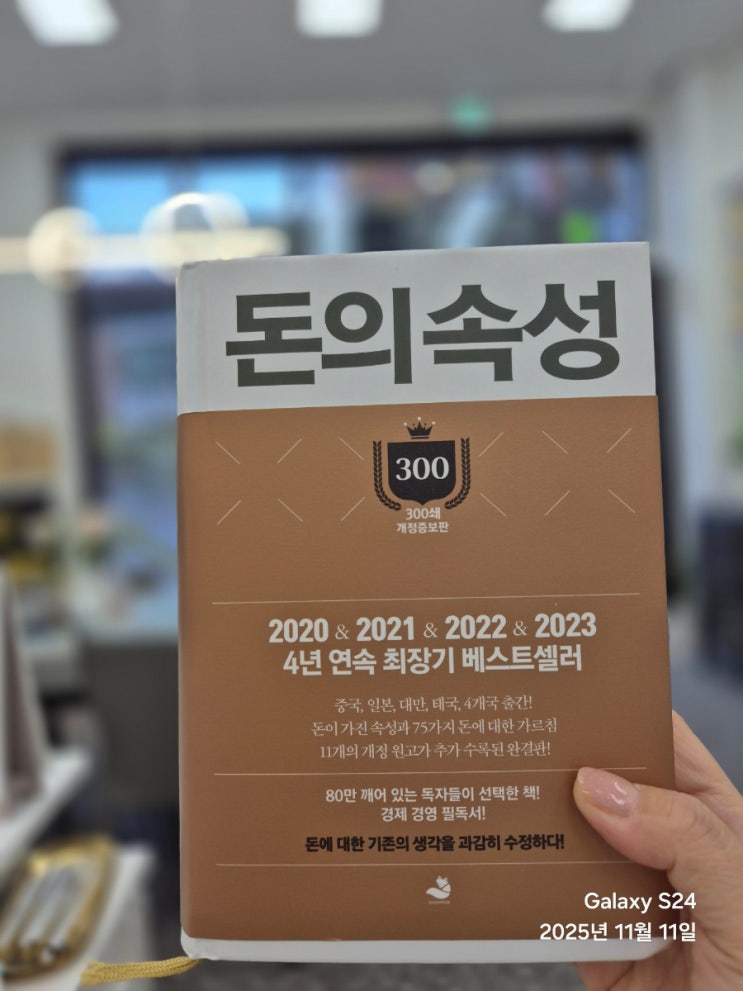 돈의 속성
300
300쇄
개정증보판
2020 & 2021 & 2022 & 2023
4년 연속 최장기 베스트셀러
중국, 일본, 대만, 태국, 4개국 출간!
돈이 가진 속성과 75가지 돈에 대한 가르침
11개의 개정 원고가 추가 수록된 완결판!
80만 깨어 있는 독자들이 선택한 책!
경제 경영 필독서!
돈에 대한 기존의 생각을 과감히 수정하다!
Galaxy S24
2025년 11월 11일